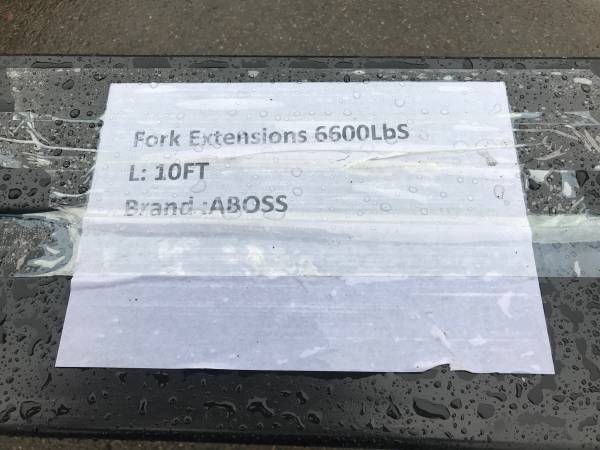 Fork Extensions 6600LbS
L: 10FT
Brand :ABOSS